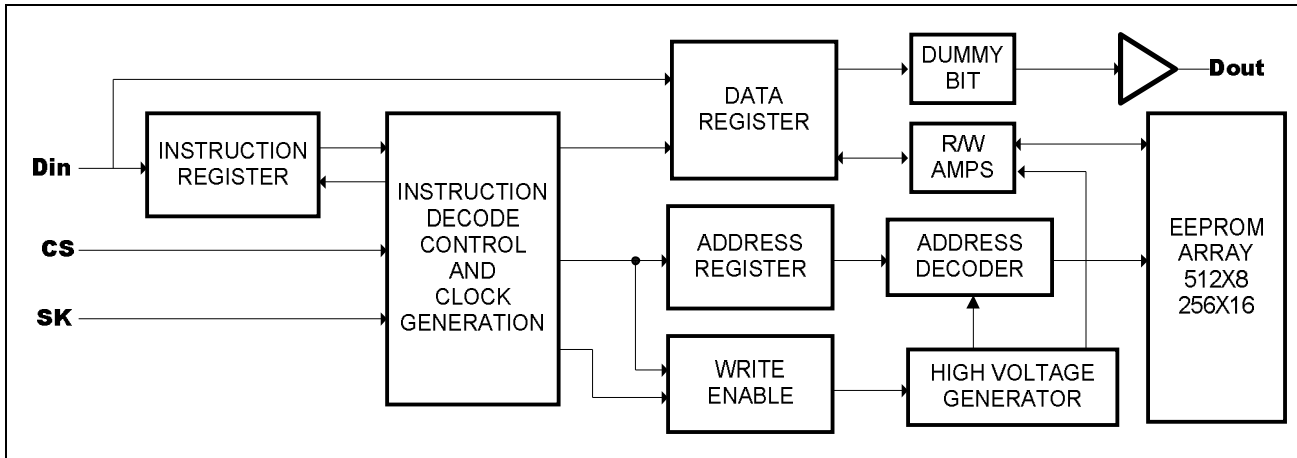 DUMMY
BIT
Dout
DATA
REGISTER
Din
INSTRUCTION
REGISTER
R/W
AMPS
INSTRUCTION
DECODE
CONTROL
AND
CLOCK
GENERATION
CS
SK
ADDRESS
REGISTER
ADDRESS
DECODER
EEPROM
ARRAY
512X8
256X16
WRITE
ENABLE
HIGH VOLTAGE
GENERATOR